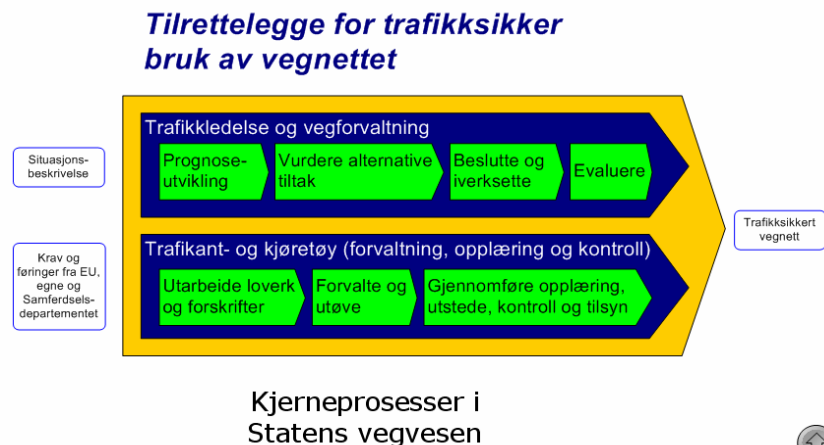 Tilrettelegge for trafikksikker
bruk av vegnettet
Situasjons-
beskrivelse
Krav og
føringer fra EU,
egne og
Samferdsels-
departementet
Trafikkledelse og vegforvaltning
Prognose-
utvikling
Vurdere alternative
tiltak
Beslutte og
iverksette
Evaluere
Trafikant- og kjøretøy (forvaltning, opplæring og kontroll)
Utarbeide loverk
og forskrifter
Forvalte og
utøve
Gjennomføre opplæring,
utstede, kontroll og tilsyn
Trafikksikkert
vegnett
Kjerneprosesser i
Statens vegvesen